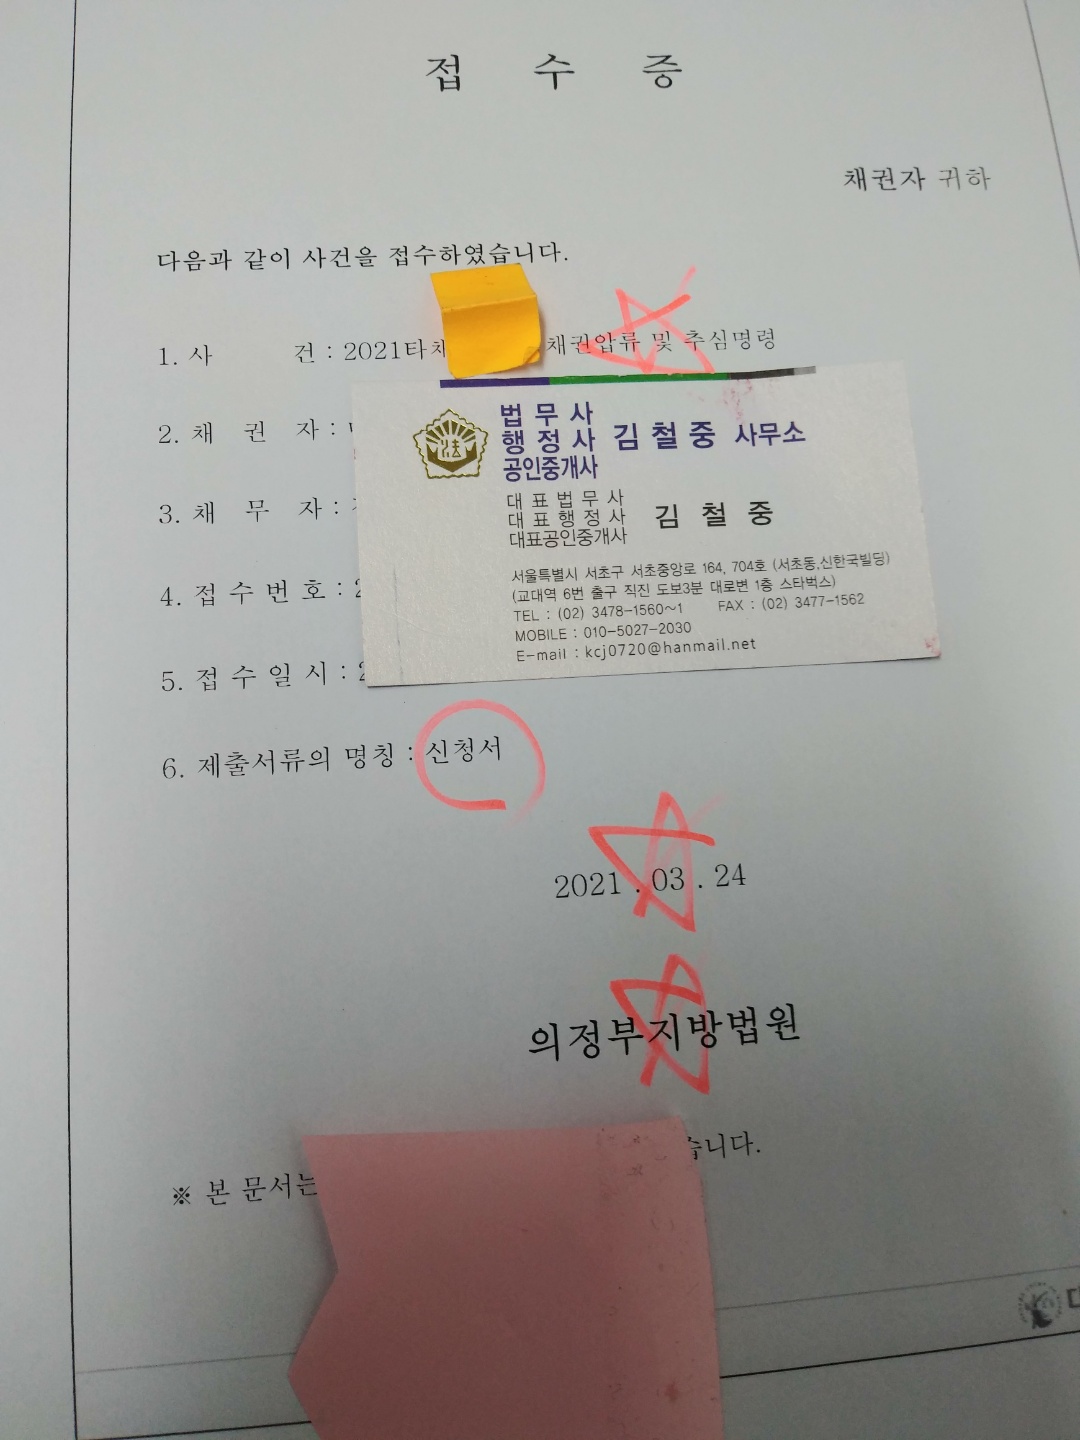 접 수 증
채권자 귀하
다음과 같이 사건을 접수하였습니다.
1. 사 건 : 2021타채 채권압류 및 추심명령
2. 채 권 자 :
3. 채 무 자 :
4. 접 수 번 호 : 2
5. 접 수 일 시 : 2
6. 제출서류의 명칭 : 신청서
2021 . 03 . 24
의정부지방법원
※ 본 문서는 습니다.
법 무 사
행 정 사 김 철 중 사무소
공인중개사
대 표 법 무 사
대 표 행 정 사 김 철 중
대표공인중개사
서울특별시 서초구 서초중앙로 164, 704호 (서초동,신한국빌딩)
(교대역 6번 출구 직진 도보3분 대로변 1층 스타벅스)
TEL : (02) 3478-1560~1 FAX : (02) 3477-1562
MOBILE : 010-5027-2030
E-mail : kcj0720@hanmail.net